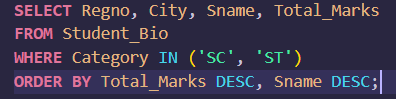 SELECT Regno, City, Sname, Total_Marks
FROM Student_Bio
WHERE Category IN ('SC', 'ST')
ORDER BY Total_Marks DESC, Sname DESC;